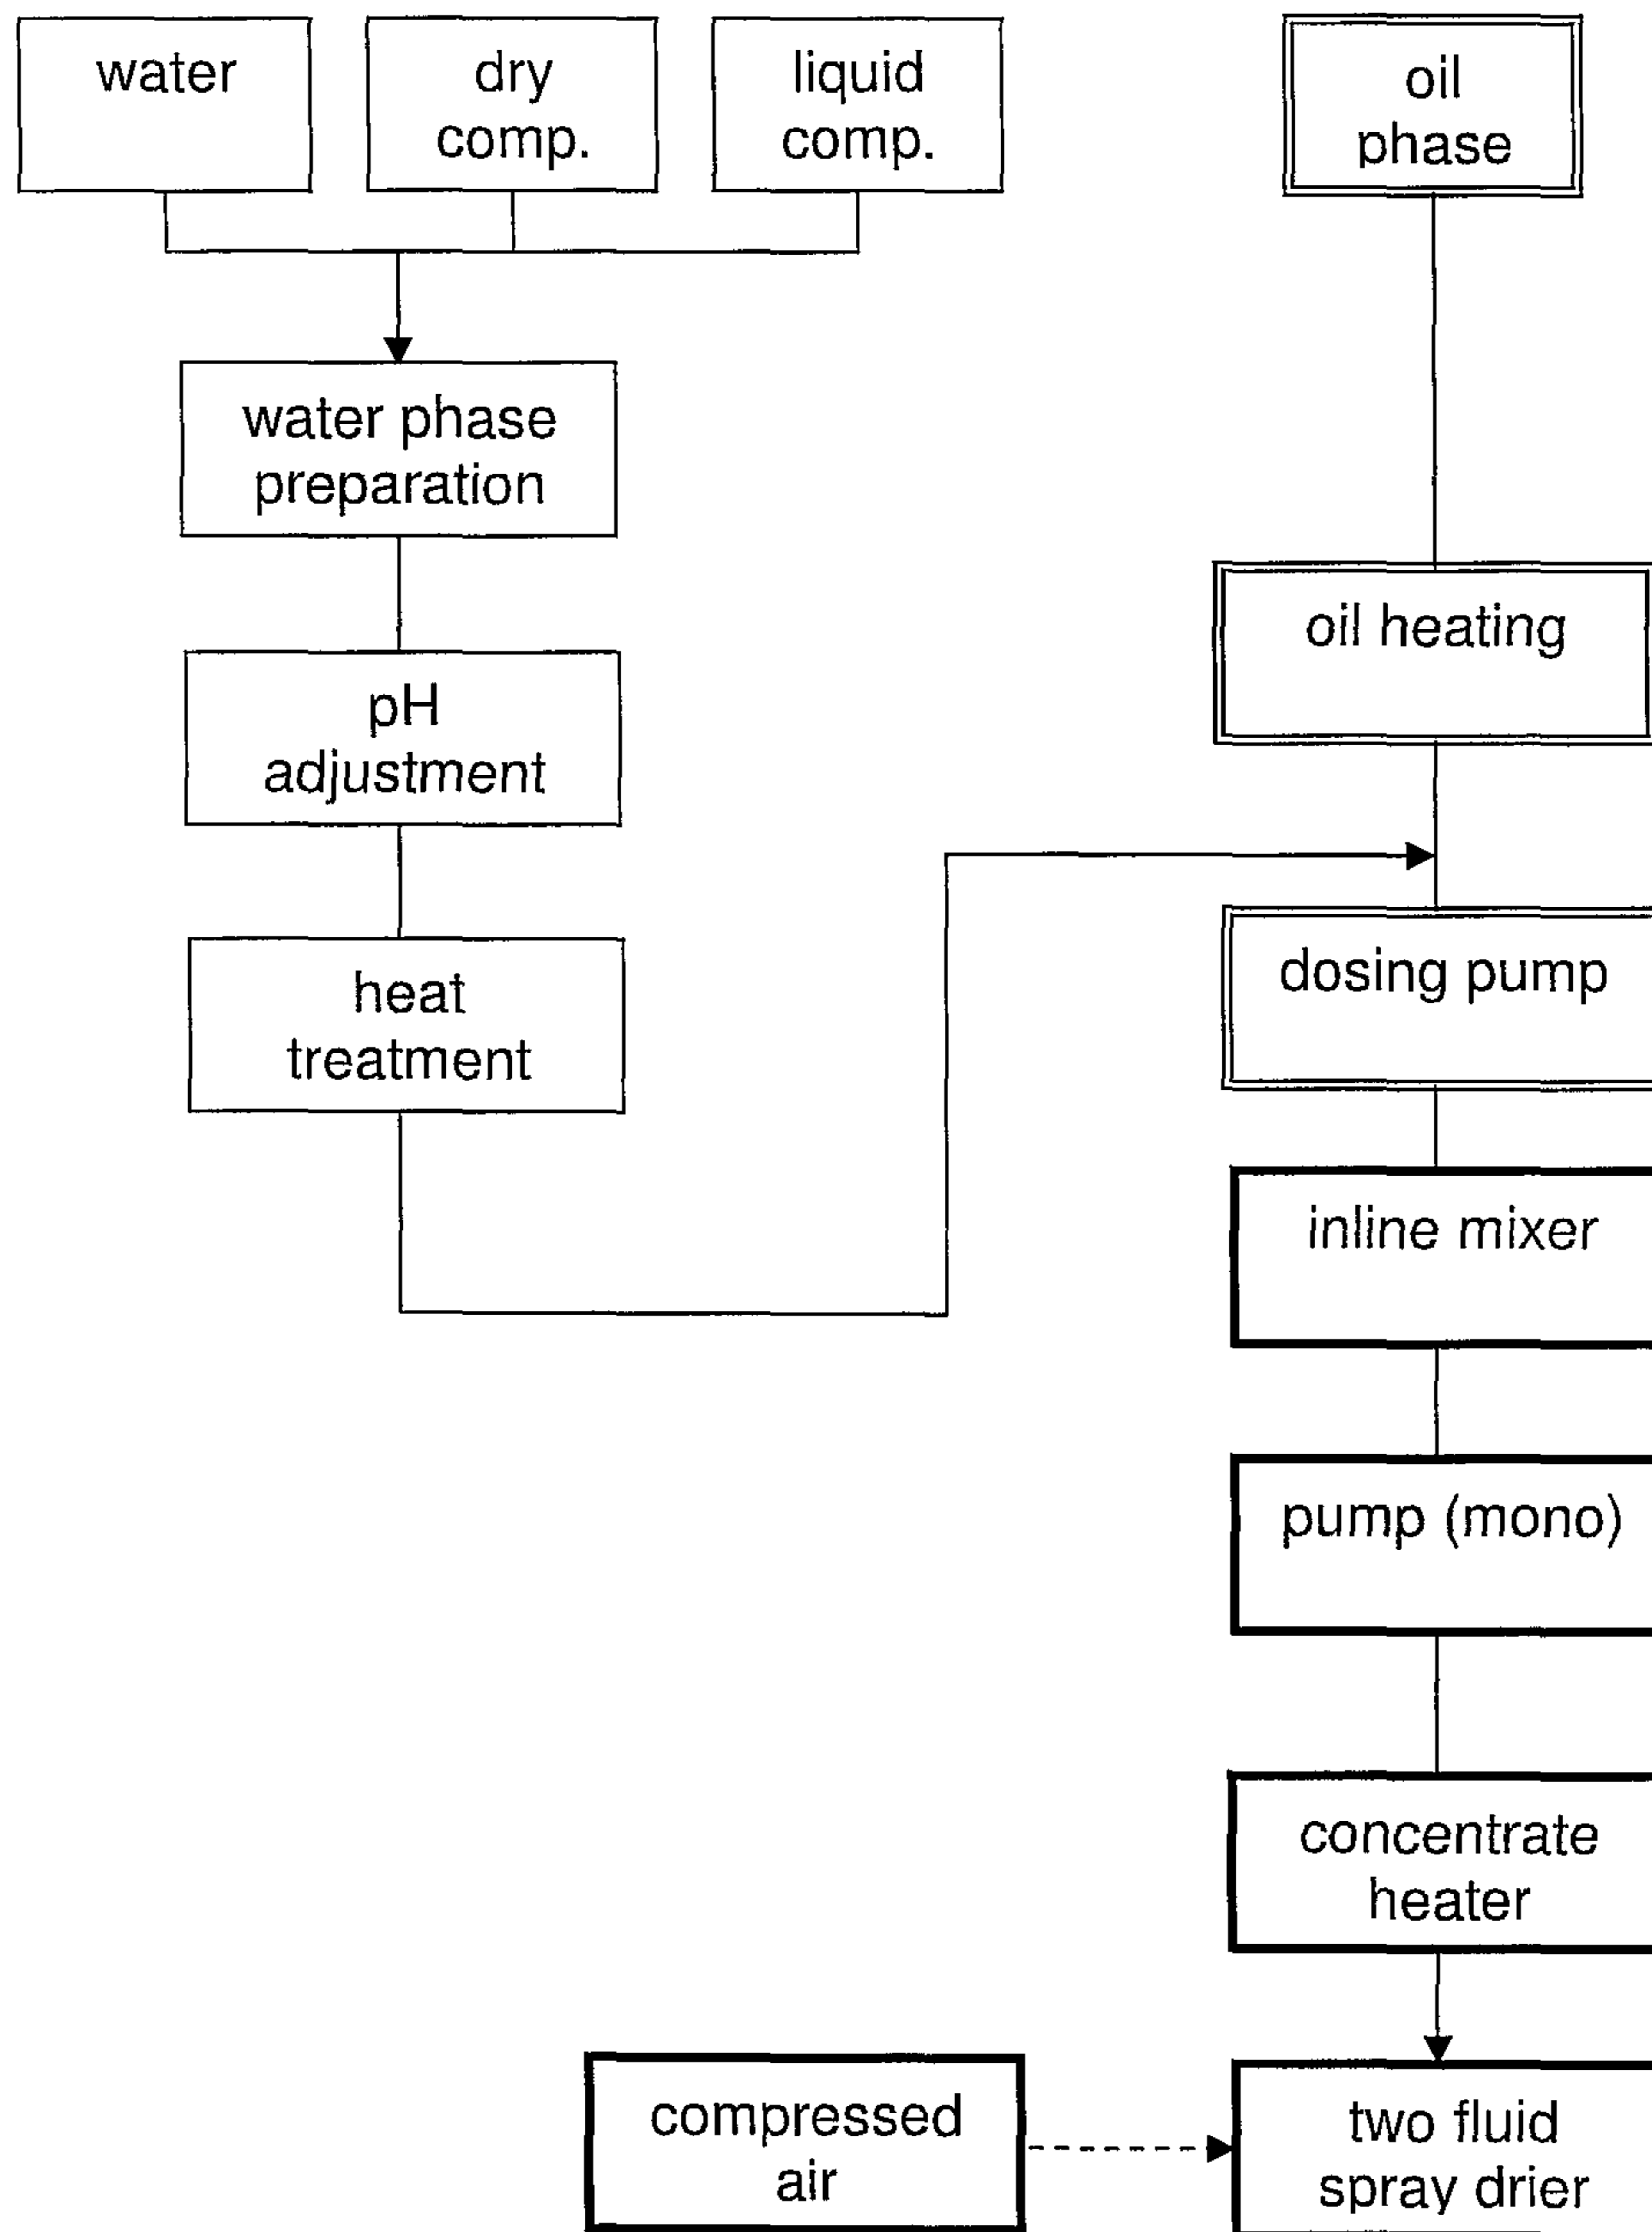 water
dry
comp.
liquid
comp.
oil
phase
water phase
preparation
oil heating
pH
adjustment
dosing pump
heat
treatment
inline mixer
pump (mono)
concentrate
heater
compressed
air
two fluid
spray drier